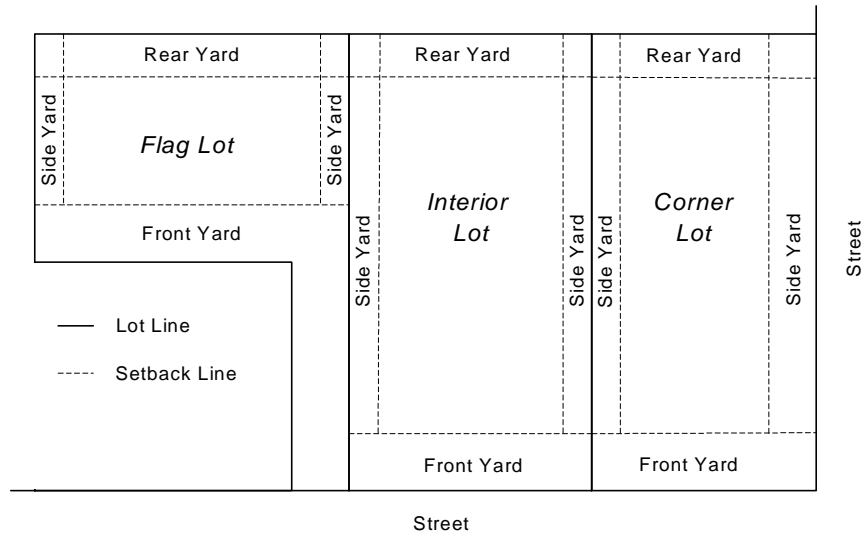 Rear Yard
Rear Yard
Rear Yard
Side Yard
Flag Lot
Side Yard
Front Yard
Side Yard
Interior
Lot
Side Yard
Side Yard
Corner
Lot
Side Yard
Street
Lot Line
Setback Line
Front Yard
Front Yard
Street